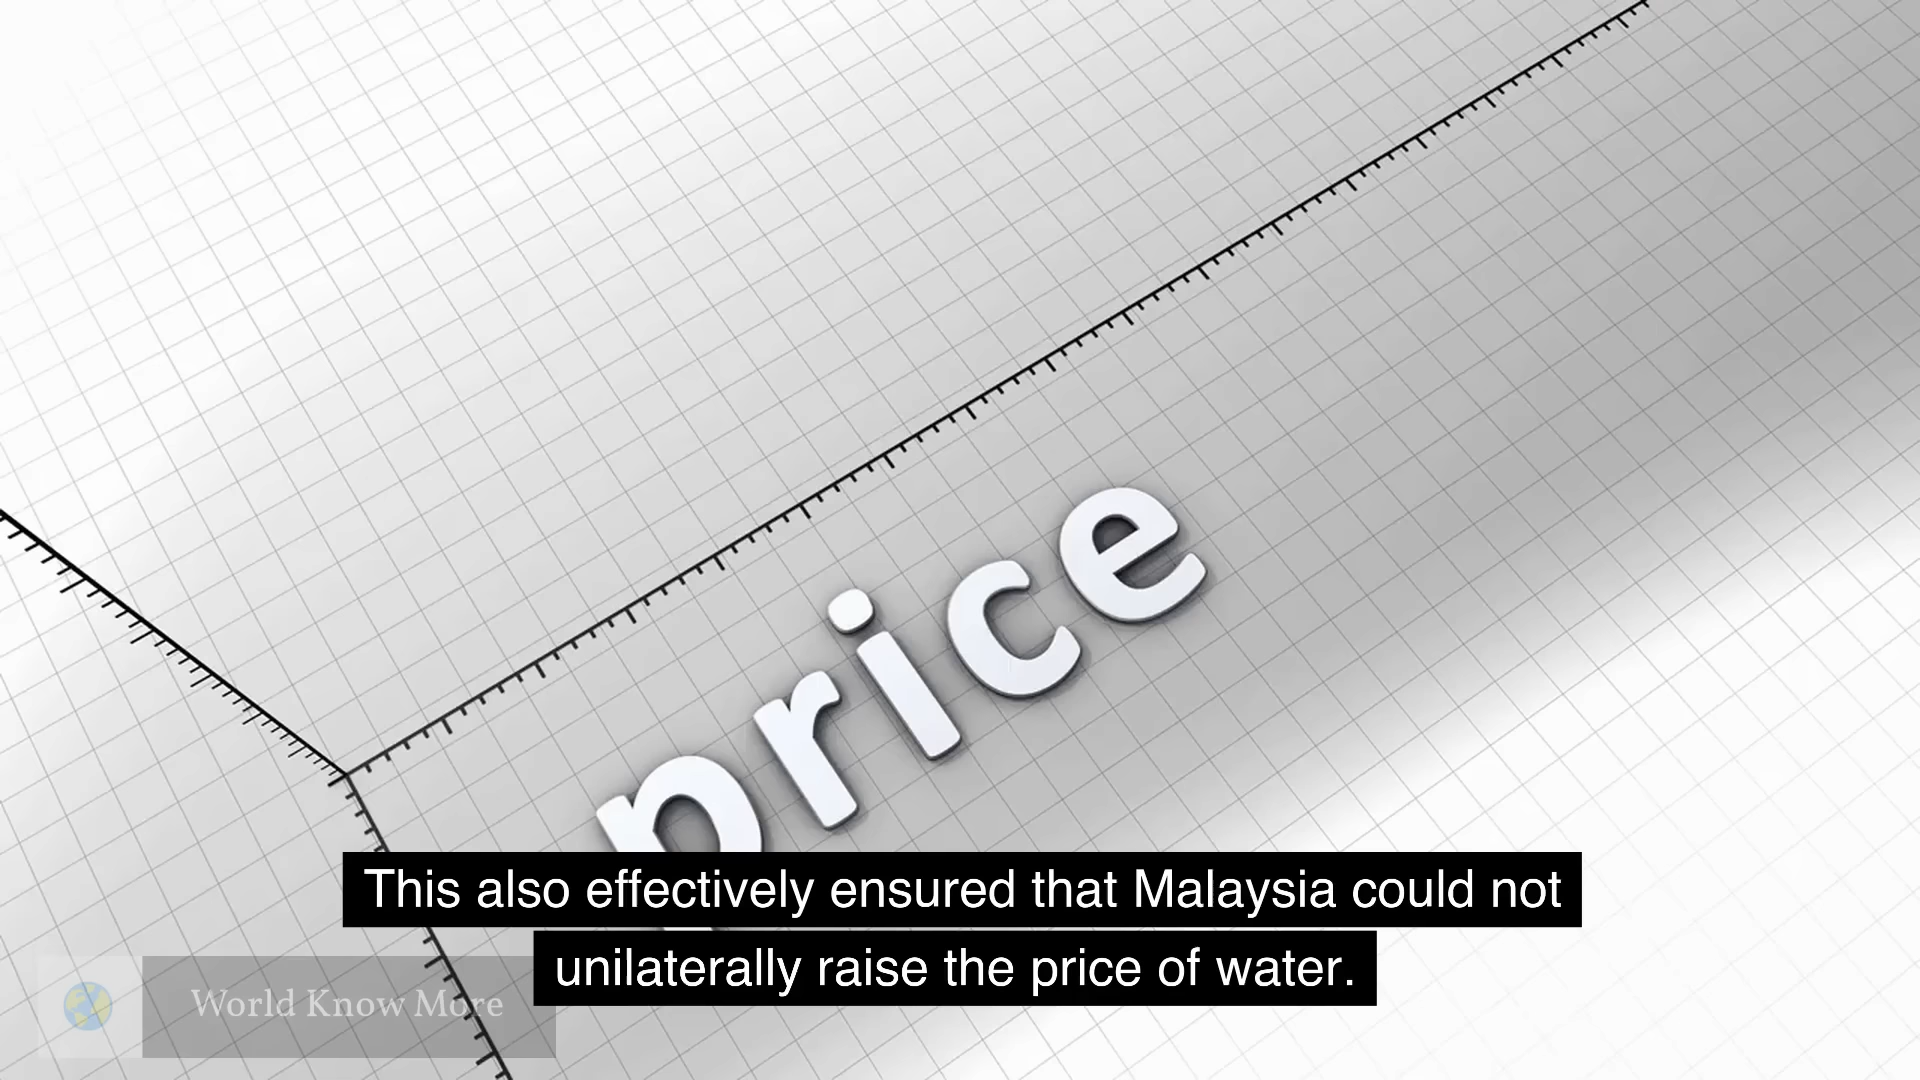 price
This also effectively ensured that Malaysia could not
unilaterally raise the price of water.
World Know More